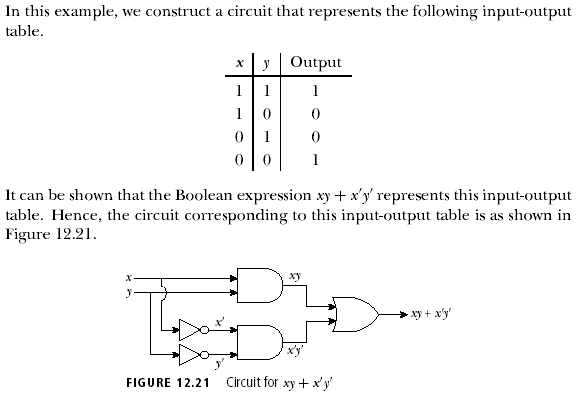 In this example, we construct a circuit that represents the following input-output
table.
x y Output
1 1 1
1 0 0
0 1 0
0 0 1
It can be shown that the Boolean expression xy + x'y' represents this input-output
table. Hence, the circuit corresponding to this input-output table is as shown in
Figure 12.21.
x
y
xy
x'
y'
x'y'
xy + x'y'
FIGURE 12.21 Circuit for xy + x'y'